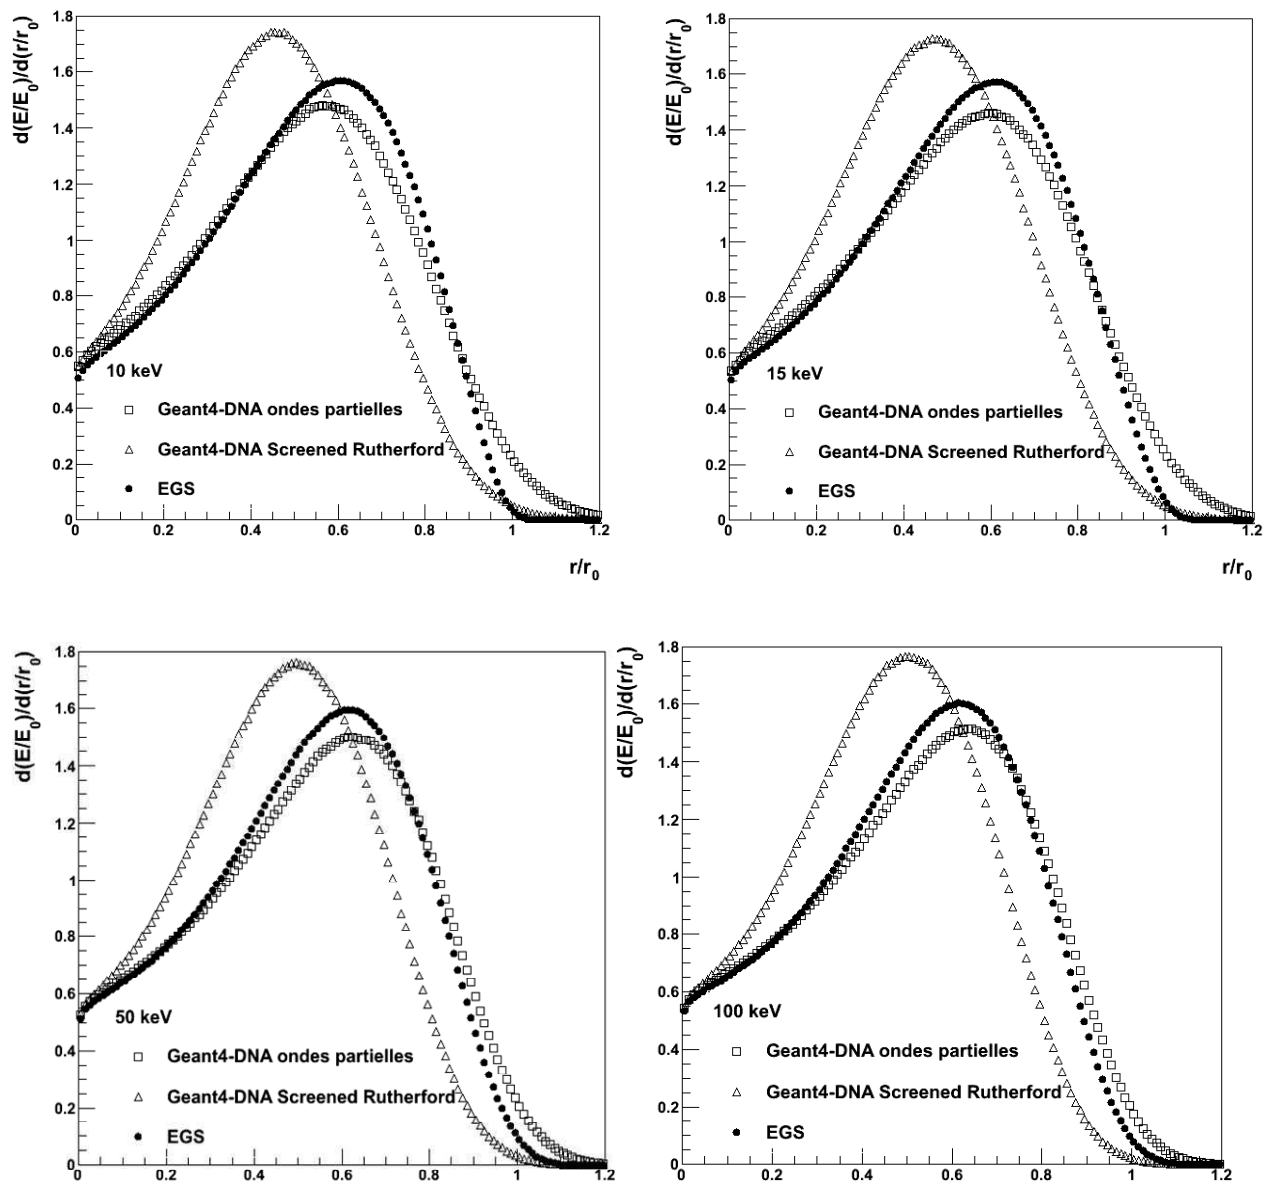 d(E/E0)/d(r/r0)
1.8
1.6
1.4
1.2
1
0.8
0.6
0.4
0.2
0
10 keV
Geant4-DNA ondes partielles
Geant4-DNA Screened Rutherford
EGS
0 0.2 0.4 0.6 0.8 1 1.2
r/r0
d(E/E0)/d(r/r0)
1.8
1.6
1.4
1.2
1
0.8
0.6
0.4
0.2
0
15 keV
Geant4-DNA ondes partielles
Geant4-DNA Screened Rutherford
EGS
0 0.2 0.4 0.6 0.8 1 1.2
r/r0
d(E/E0)/d(r/r0)
1.8
1.6
1.4
1.2
1
0.8
0.6
0.4
0.2
0
50 keV
Geant4-DNA ondes partielles
Geant4-DNA Screened Rutherford
EGS
0 0.2 0.4 0.6 0.8 1 1.2
d(E/E0)/d(r/r0)
1.8
1.6
1.4
1.2
1
0.8
0.6
0.4
0.2
0
100 keV
Geant4-DNA ondes partielles
Geant4-DNA Screened Rutherford
EGS
0 0.2 0.4 0.6 0.8 1 1.2